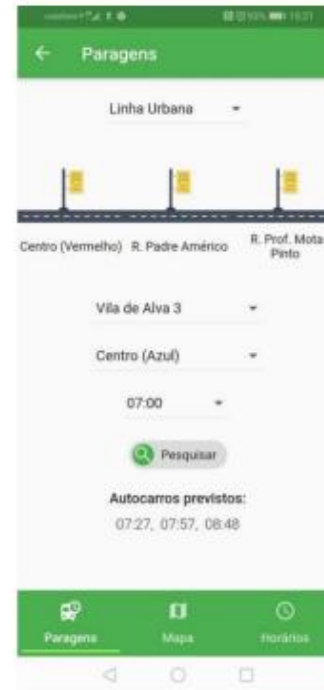 Paragens
Linha Urbana
Centro (Vermelho) R. Padre Américo R. Prof. Mota
Pinto
Vila de Alva 3
Centro (Azul)
07:00
Pesquisar
Autocarros previstos:
07:27, 07:57, 08:48
Paragens Mapa Horários